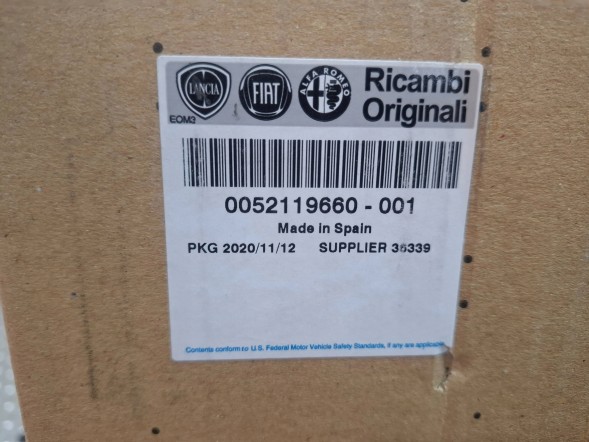 LANCIA FIAT ALFA ROMEO Ricambi
Originali
EOM3
0052119660 - 001
Made in Spain
PKG 2020/11/12 SUPPLIER 36339
Contents conform to U.S. Federal Motor Vehicle Safety Standards, if any are applicable